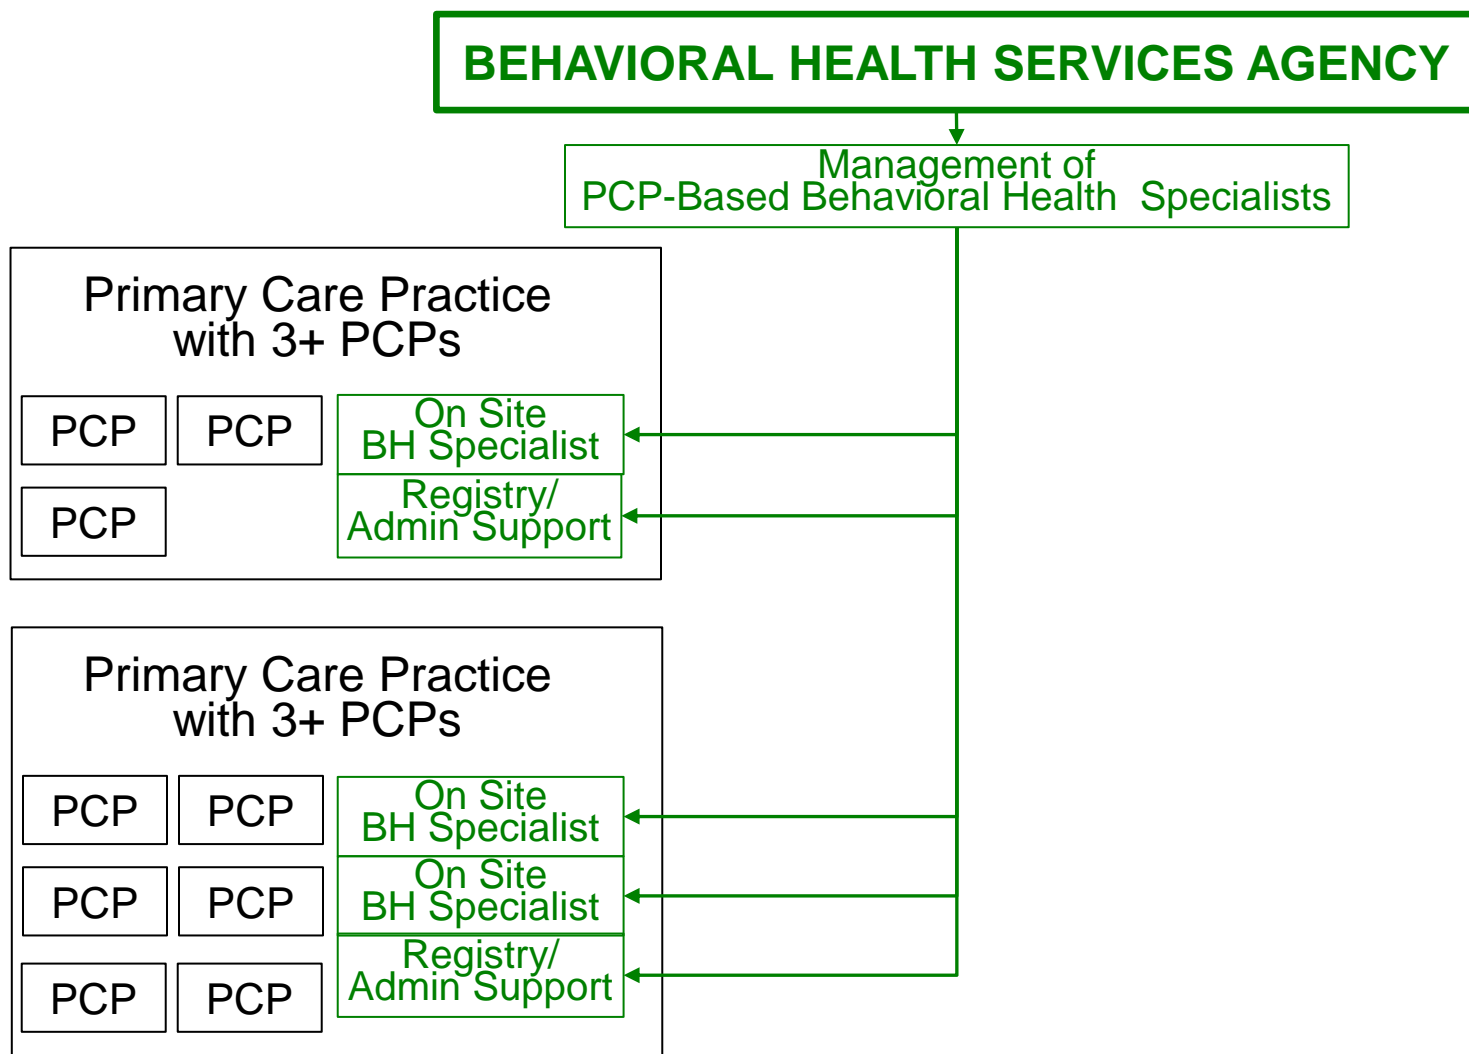 BEHAVIORAL HEALTH SERVICES AGENCY
Management of
PCP-Based Behavioral Health  Specialists
Primary Care Practice
with 3+ PCPs
PCP
PCP
On Site
BH Specialist
PCP
Registry/
Admin Support
Primary Care Practice
with 3+ PCPs
PCP
PCP
On Site
BH Specialist
PCP
PCP
On Site
BH Specialist
PCP
PCP
Registry/
Admin Support